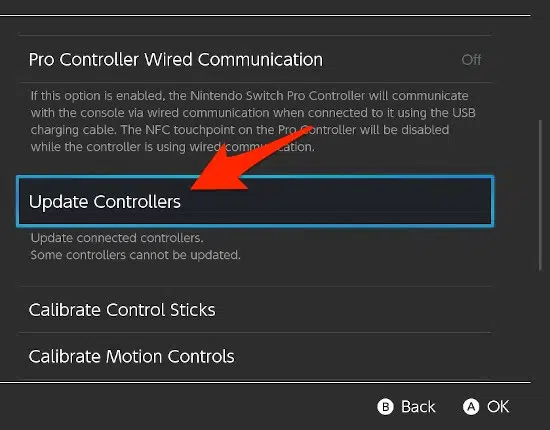 Pro Controller Wired Communication Off
If this option is enabled, the Nintendo Switch Pro Controller will communicate
with the console via wired communication when connected to it using the USB
charging cable. The NFC touchpoint on the Pro Controller will be disabled
while the controller is using wired communication.
Update Controllers
Update connected controllers.
Some controllers cannot be updated.
Calibrate Control Sticks
Calibrate Motion Controls
B Back A OK